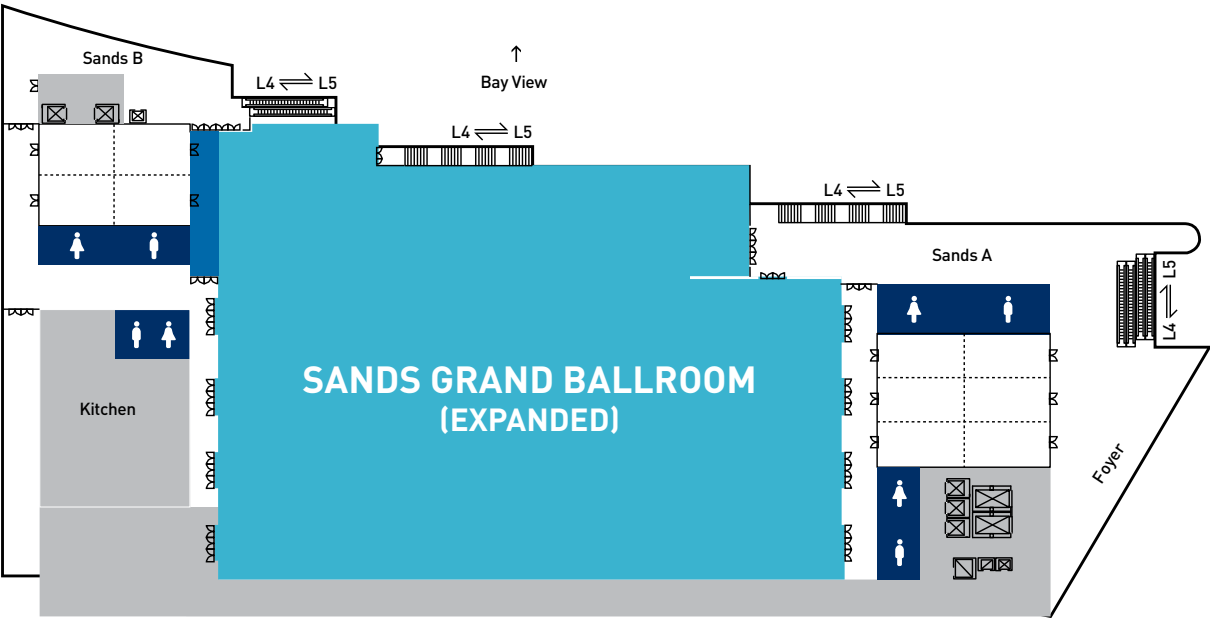 Sands B
↑
Bay View
L4 ⇌ L5
L4 ⇌ L5
L4 ⇌ L5
Sands A
L4 ⇌ L5
SANDS GRAND BALLROOM
(EXPANDED)
Kitchen
Foyer